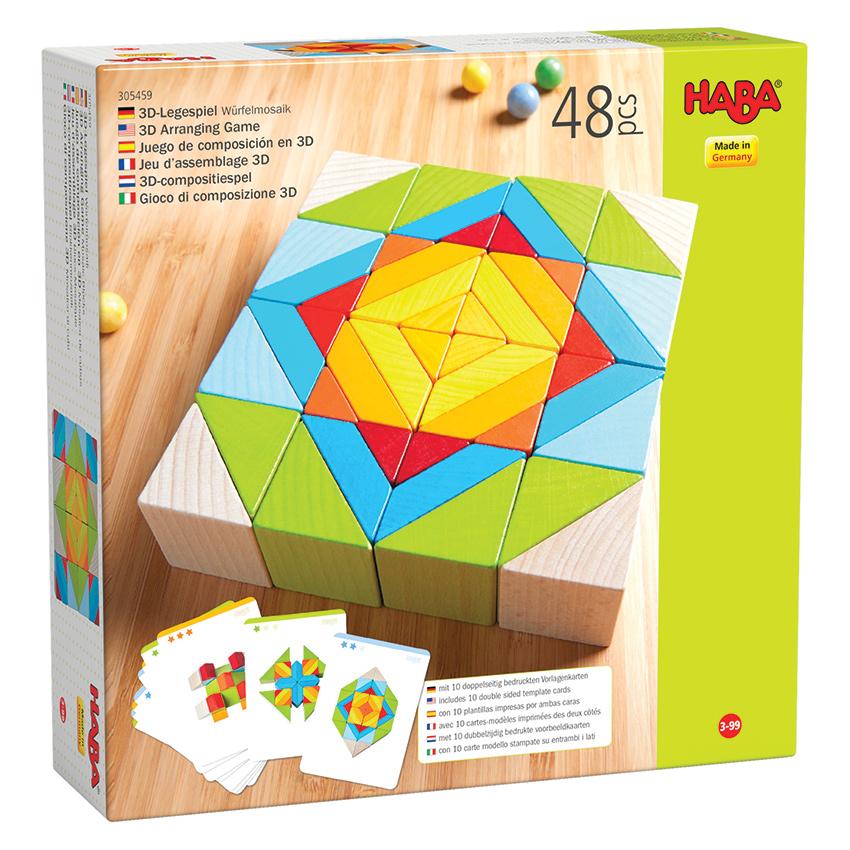 305459
3D-Legespiel Würfelmosaik
3D Arranging Game
Juego de composición en 3D
Jeu d'assemblage 3D
3D-compositiespel
Gioco di composizione 3D
48 pcs
HABA®
Made in
Germany
mit 10 doppelseitig bedruckten Vorlagenkarten
includes 10 double sided template cards
con 10 plantillas impresas por ambas caras
avec 10 cartes-modèles imprimées des deux côtés
met 10 dubbelzijdig bedrukte voorbeeldkaarten
con 10 carte modello stampate su entrambi i lati
3-99
HABA